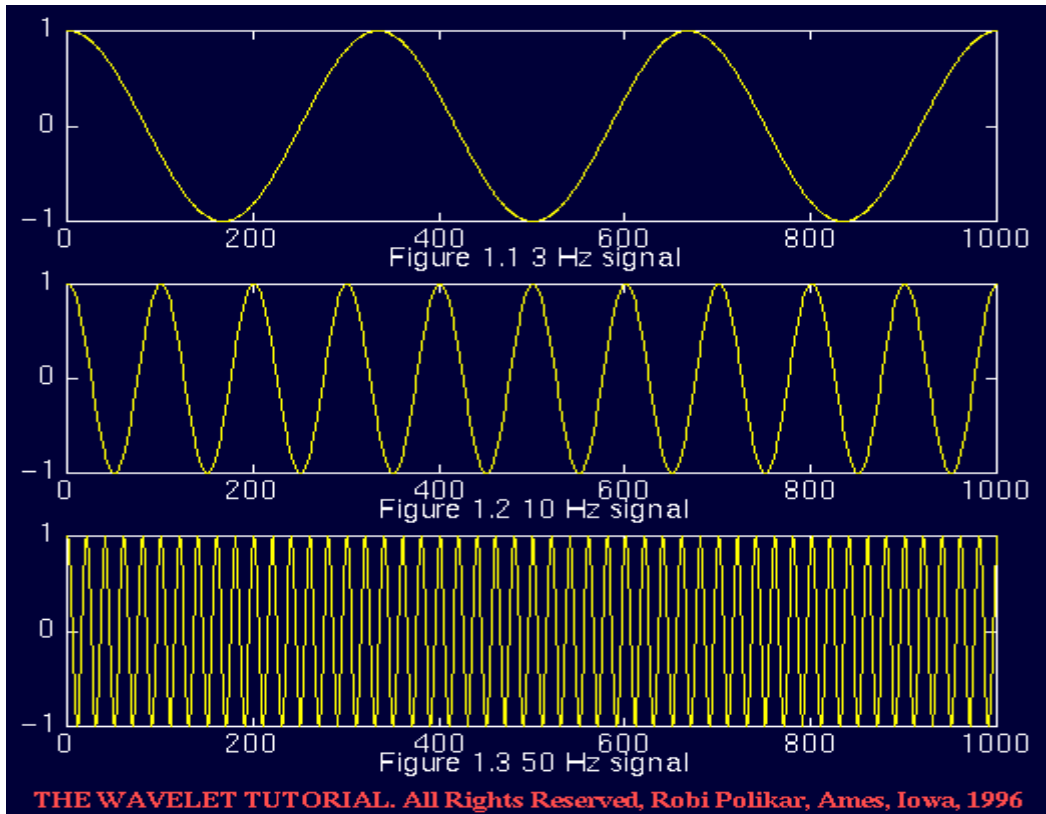 1
0
−1
0 200 400 600 800 1000
Figure 1.1 3 Hz signal
1
0
−1
0 200 400 600 800 1000
Figure 1.2 10 Hz signal
1
0
−1
0 200 400 600 800 1000
Figure 1.3 50 Hz signal
THE WAVELET TUTORIAL. All Rights Reserved, Robi Polikar, Ames, Iowa, 1996